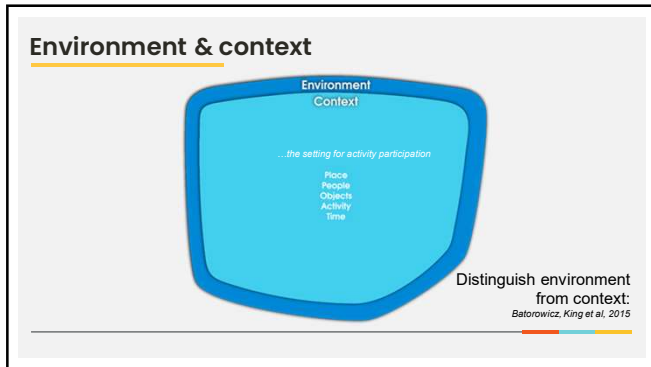 Environment & context
Environment
Context
...the setting for activity participation
Place
People
Objects
Activity
Time
Distinguish environment
from context:
Batorowicz, King et al, 2015